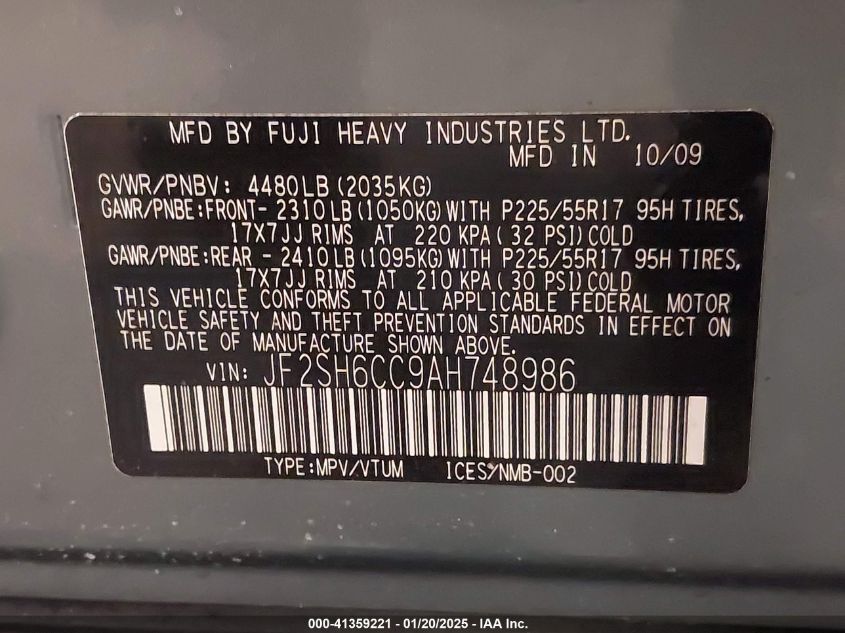 MFD BY FUJI HEAVY INDUSTRIES LTD.
MFD IN 10/09
GVWR/PNBV: 4480LB(2035KG)
GAWR/PNBE:FRONT- 2310LB(1050KG)WITH P225/55R17 95H TIRES,
17X7JJ RIMS AT 220 KPA( 32 PSI)COLD
GAWR/PNBE:REAR - 2410LB(1095KG)WITH P225/55R17 95H TIRES,
17X7JJ RIMS AT 210 KPA( 30 PSI)COLD
THIS VEHICLE CONFORMS TO ALL APPLICABLE FEDERAL MOTOR
VEHICLE SAFETY AND THEFT PREVENTION STANDARDS IN EFFECT ON
THE DATE OF MANUFACTURE SHOWN ABOVE.
VIN: JF2SH6CC9AH748986
TYPE:MPV/VTUM ICES/NMB-002
000-41359221 - 01/20/2025 - IAA Inc.